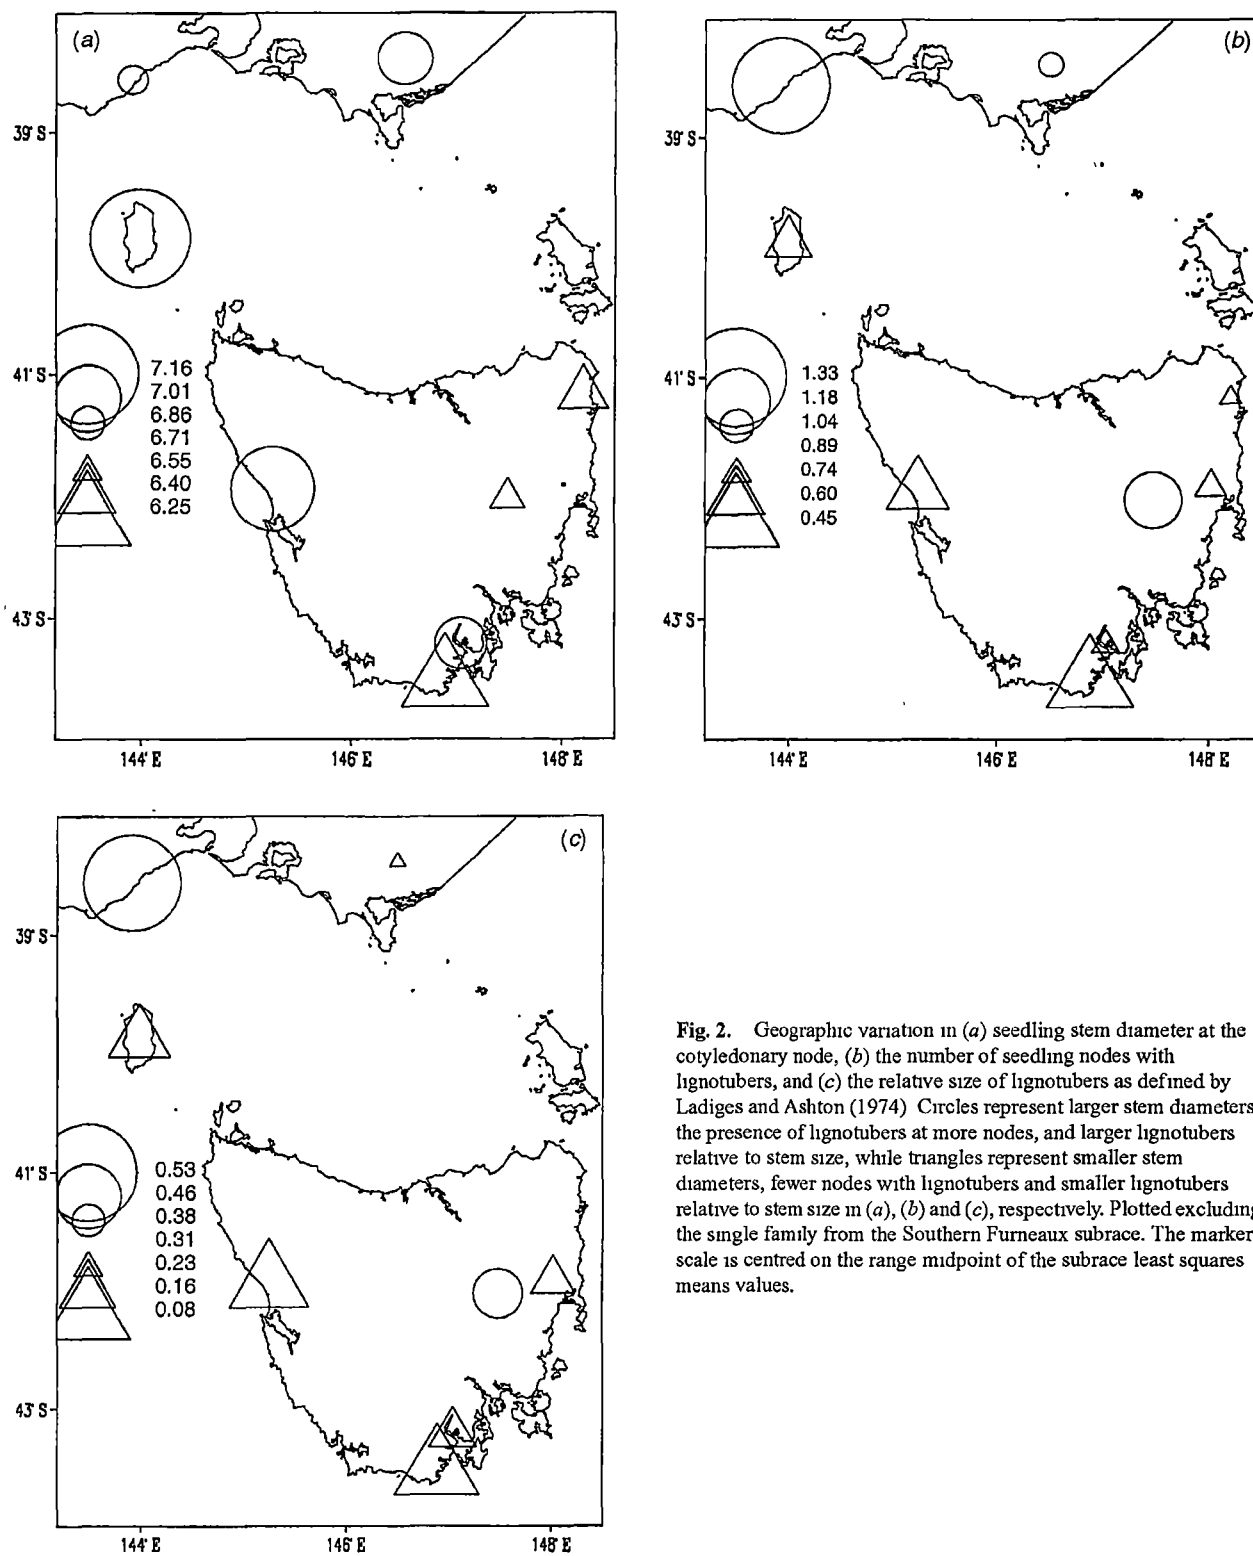 (a)
39° S
7.16
7.01
6.86
6.71
6.55
6.40
6.25
41° S
43° S
144° E
146° E
148° E
(b)
39° S
1.33
1.18
1.04
0.89
0.74
0.60
0.45
41° S
43° S
144° E
146° E
148° E
(c)
39° S
0.53
0.46
0.38
0.31
0.23
0.16
0.08
41° S
43° S
144° E
146° E
148° E
Fig. 2. Geographic variation in (a) seedling stem diameter at the
cotyledonary node, (b) the number of seedling nodes with
lignotubers, and (c) the relative size of lignotubers as defined by
Ladiges and Ashton (1974) Circles represent larger stem diameters
the presence of lignotubers at more nodes, and larger lignotubers
relative to stem size, while triangles represent smaller stem
diameters, fewer nodes with lignotubers and smaller lignotubers
relative to stem size in (a), (b) and (c), respectively. Plotted excluding
the single family from the Southern Furneaux subrace. The marker
scale is centred on the range midpoint of the subrace least squares
means values.